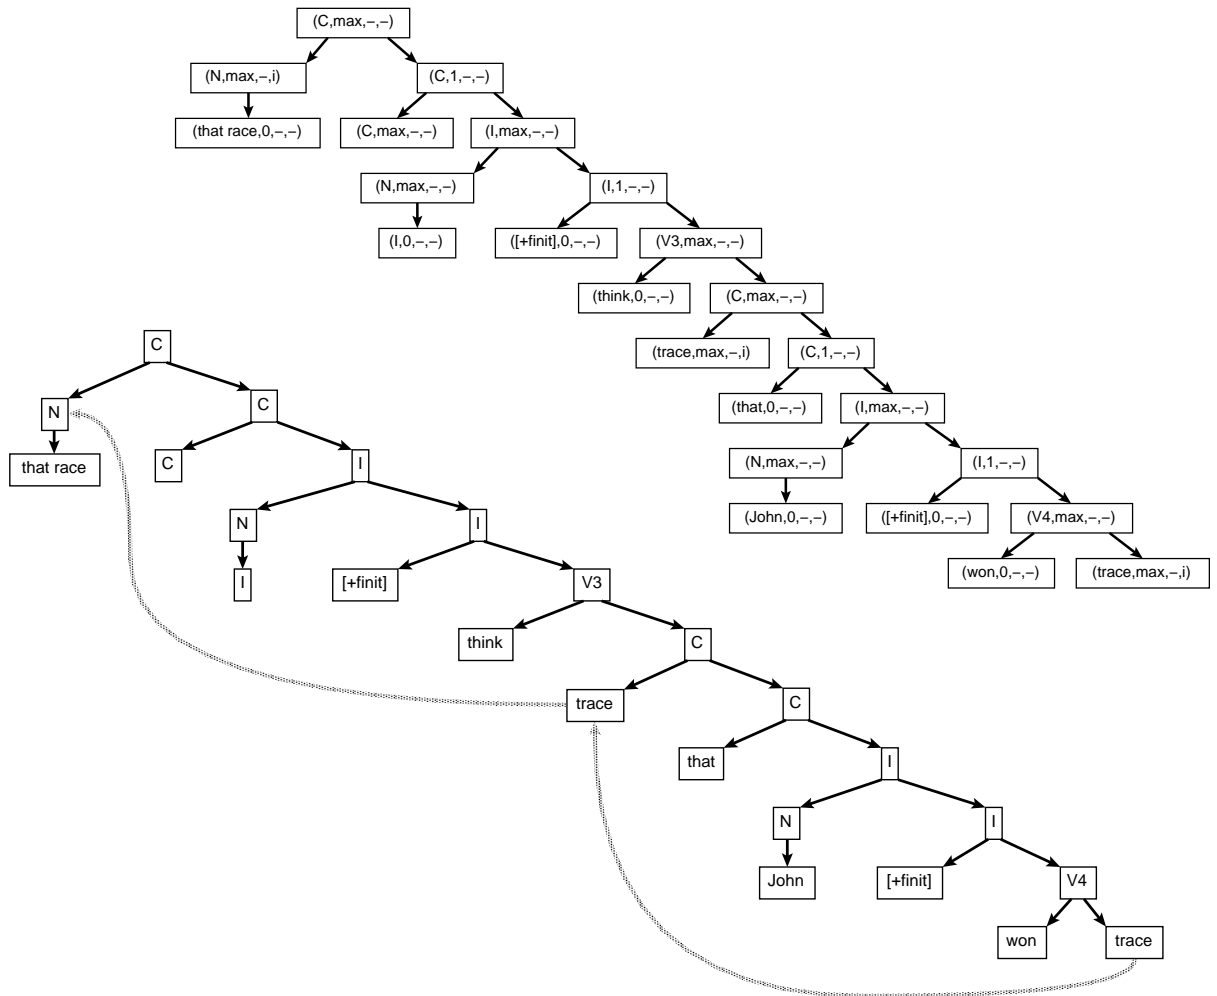 (C,max,–,–)
(N,max,–,i)
(C,1,–,–)
(that race,0,–,–)
(C,max,–,–)
(I,max,–,–)
(N,max,–,–)
(I,1,–,–)
(I,0,–,–)
([+finit],0,–,–)
(V3,max,–,–)
(think,0,–,–)
(C,max,–,–)
(trace,max,–,i)
(C,1,–,–)
(that,0,–,–)
(I,max,–,–)
(N,max,–,–)
(I,1,–,–)
(John,0,–,–)
([+finit],0,–,–)
(V4,max,–,–)
(won,0,–,–)
(trace,max,–,i)
C
N
C
that race
C
I
N
I
I
[+finit]
V3
think
C
trace
C
that
I
N
I
John
[+finit]
V4
won
trace